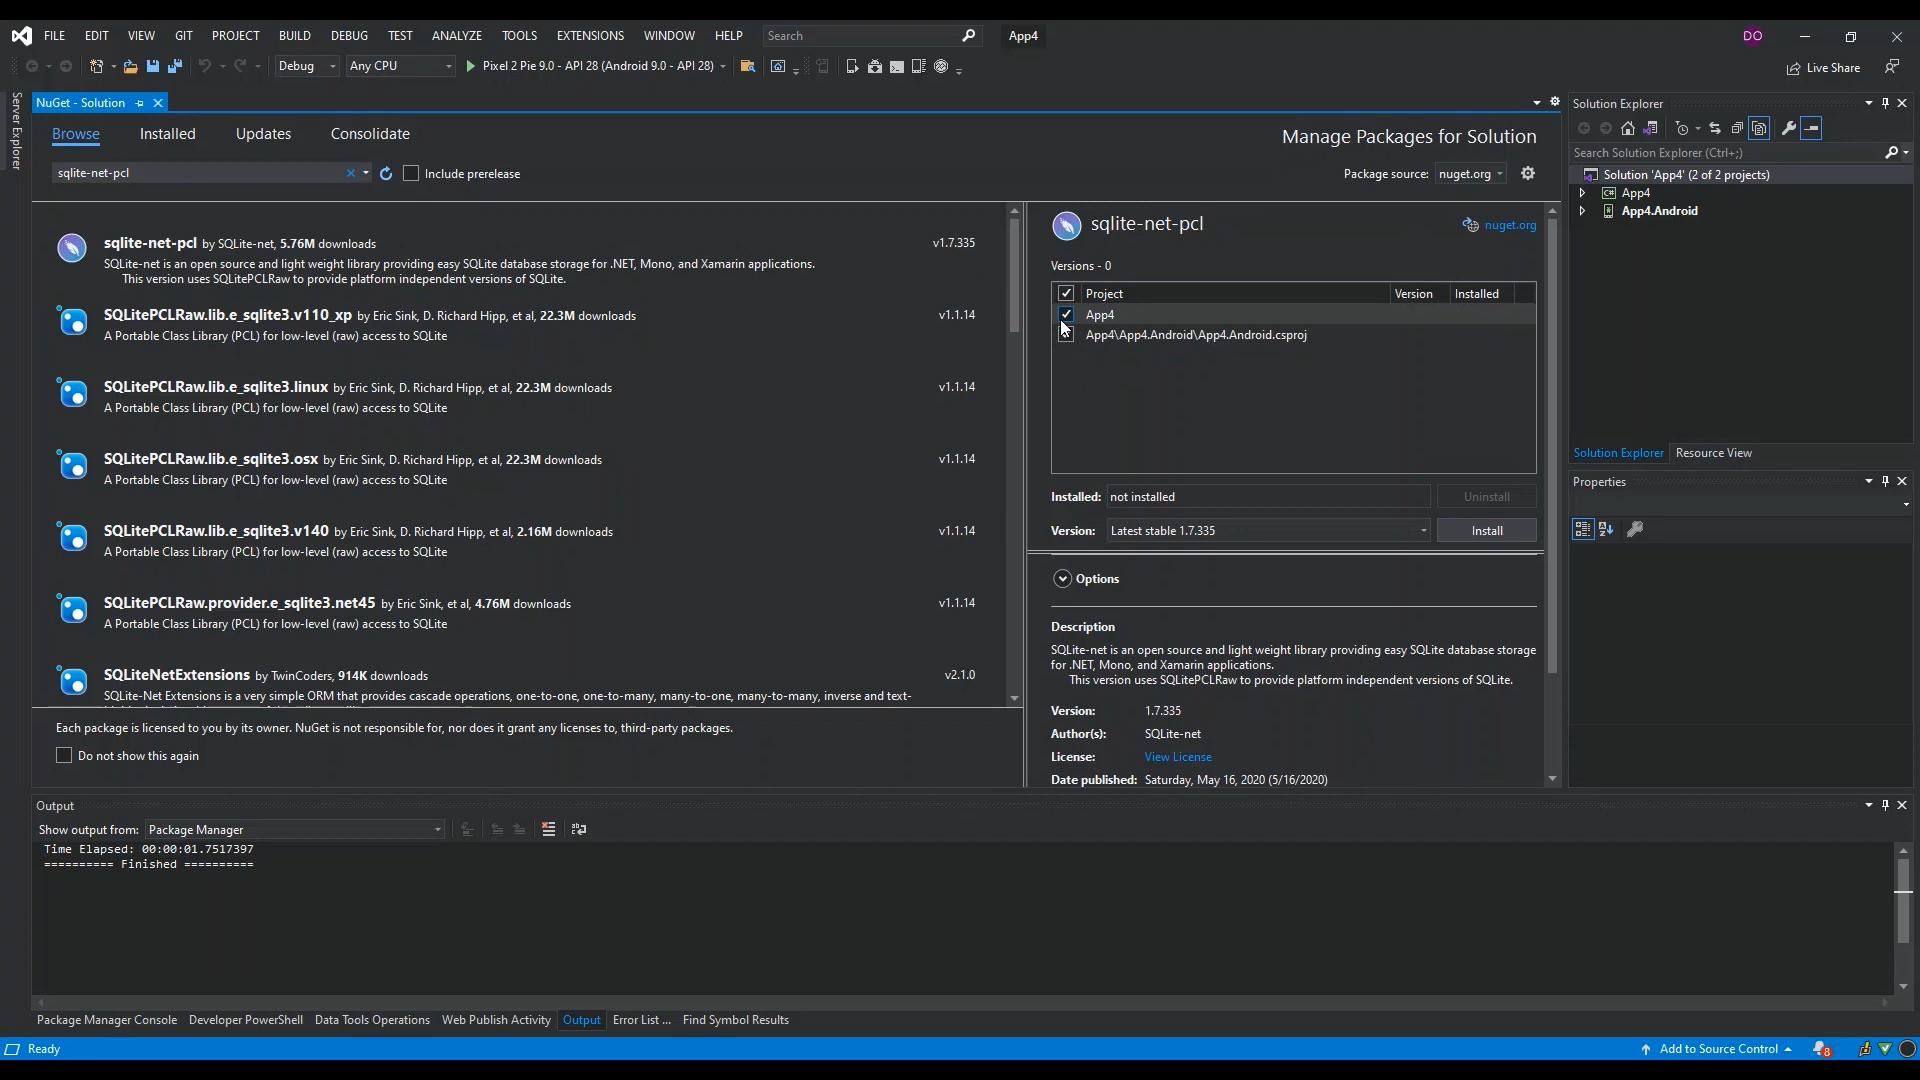 FILE EDIT VIEW GIT PROJECT BUILD DEBUG TEST ANALYZE TOOLS EXTENSIONS WINDOW HELP Search App4 DO
Debug Any CPU Pixel 2 Pie 9.0 - API 28 (Android 9.0 - API 28) Live Share
Server Explorer
NuGet - Solution
Browse Installed Updates Consolidate Manage Packages for Solution
sqlite-net-pcl Include prerelease Package source: nuget.org
sqlite-net-pcl by SQLite-net, 5.76M downloads v1.7.335
SQLite-net is an open source and light weight library providing easy SQLite database storage for .NET, Mono, and Xamarin applications.
This version uses SQLitePCLRaw to provide platform independent versions of SQLite.
SQLitePCLRaw.lib.e_sqlite3.v110_xp by Eric Sink, D. Richard Hipp, et al, 22.3M downloads v1.1.14
A Portable Class Library (PCL) for low-level (raw) access to SQLite
SQLitePCLRaw.lib.e_sqlite3.linux by Eric Sink, D. Richard Hipp, et al, 22.3M downloads v1.1.14
A Portable Class Library (PCL) for low-level (raw) access to SQLite
SQLitePCLRaw.lib.e_sqlite3.osx by Eric Sink, D. Richard Hipp, et al, 22.3M downloads v1.1.14
A Portable Class Library (PCL) for low-level (raw) access to SQLite
SQLitePCLRaw.lib.e_sqlite3.v140 by Eric Sink, D. Richard Hipp, et al, 2.16M downloads v1.1.14
A Portable Class Library (PCL) for low-level (raw) access to SQLite
SQLitePCLRaw.provider.e_sqlite3.net45 by Eric Sink, et al, 4.76M downloads v1.1.14
A Portable Class Library (PCL) for low-level (raw) access to SQLite
SQLiteNetExtensions by TwinCoders, 914K downloads v2.1.0
SQLite-Net Extensions is a very simple ORM that provides cascade operations, one-to-one, one-to-many, many-to-one, many-to-many, inverse and text-
Each package is licensed to you by its owner. NuGet is not responsible for, nor does it grant any licenses to, third-party packages.
Do not show this again
sqlite-net-pcl nuget.org
Versions - 0
Project Version Installed
App4
App4\App4.Android\App4.Android.csproj
Installed: not installed Uninstall
Version: Latest stable 1.7.335 Install
Options
Description
SQLite-net is an open source and light weight library providing easy SQLite database storage
for .NET, Mono, and Xamarin applications.
This version uses SQLitePCLRaw to provide platform independent versions of SQLite.
Version: 1.7.335
Author(s): SQLite-net
License: View License
Date published: Saturday, May 16, 2020 (5/16/2020)
Solution Explorer
Search Solution Explorer (Ctrl+;)
Solution 'App4' (2 of 2 projects)
App4
App4.Android
Solution Explorer Resource View
Properties
Output
Show output from: Package Manager
Time Elapsed: 00:00:01.7517397
========== Finished ==========
Package Manager Console Developer PowerShell Data Tools Operations Web Publish Activity Output Error List ... Find Symbol Results
Ready Add to Source Control 8